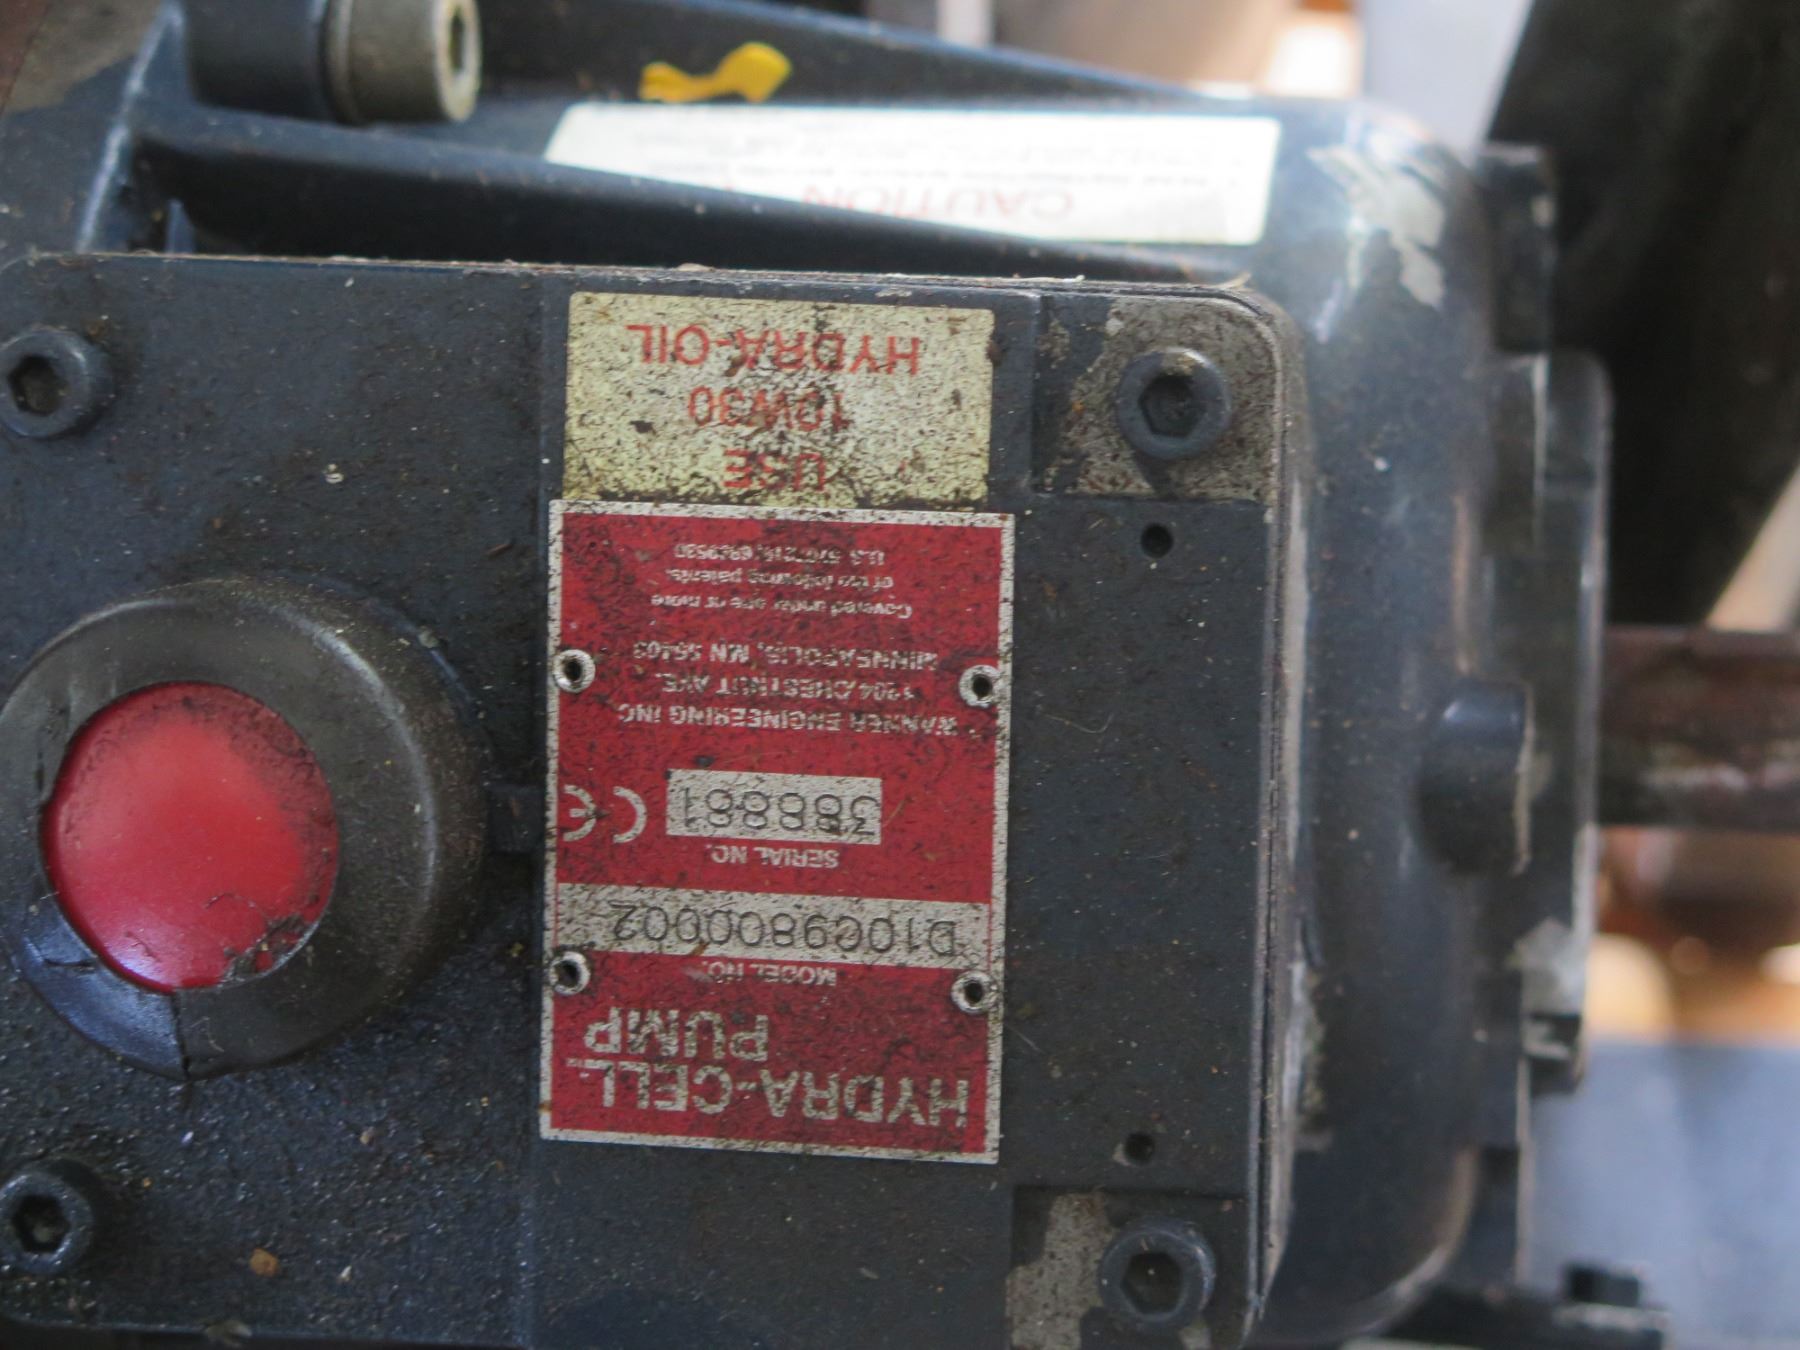 HYDRA-CELL
PUMP
MODEL NO.
D10C980D002
SERIAL NO.
388881
CE
WANNER ENGINEERING INC
1204 CHESTNUT AVE.
MINNEAPOLIS, MN 55403
Covered under one or more
of the following patents.
U.S.
USE
10W30
HYDRA-OIL
CAUTION